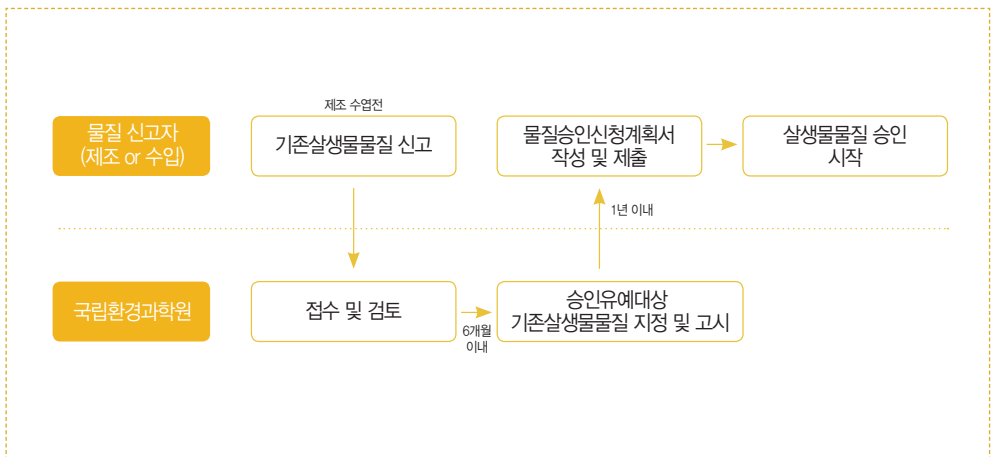 물질 신고자
(제조 or 수입)
제조 수엽전
기존살생물물질 신고
물질승인신청계획서
작성 및 제출
살생물물질 승인
시작
1년 이내
국립환경과학원
접수 및 검토
6개월
이내
승인유예대상
기존살생물물질 지정 및 고시